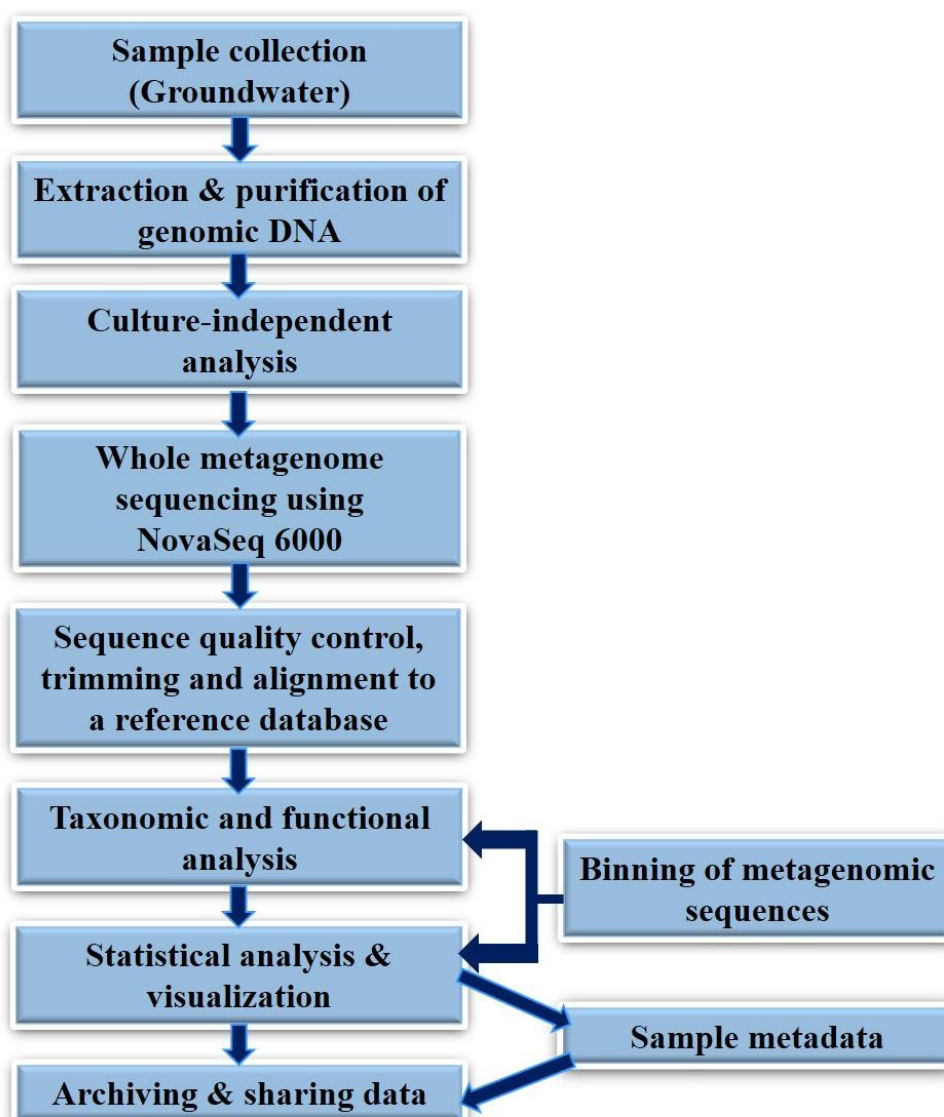 Sample collection
(Groundwater)
Extraction & purification of
genomic DNA
Culture-independent
analysis
Whole metagenome
sequencing using
NovaSeq 6000
Sequence quality control,
trimming and alignment to
a reference database
Taxonomic and functional
analysis
Binning of metagenomic
sequences
Statistical analysis &
visualization
Sample metadata
Archiving & sharing data